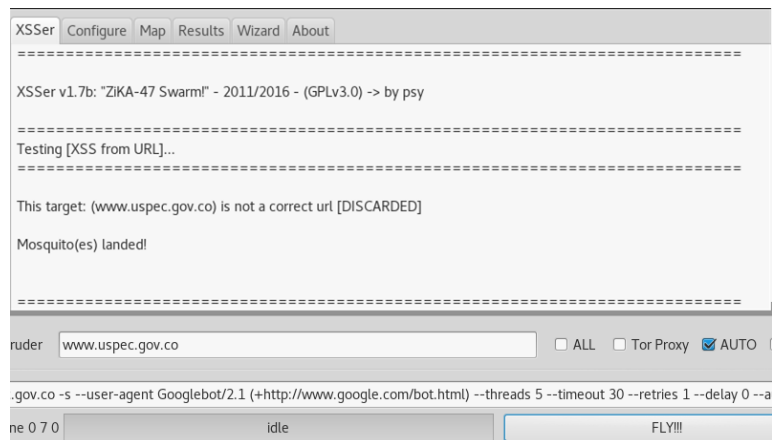 XSSer Configure Map Results Wizard About
===========================================================================
XSSer v1.7b: "ZiKA-47 Swarm!" - 2011/2016 - (GPLv3.0) -> by psy
===========================================================================
Testing [XSS from URL]...
===========================================================================
This target: (www.uspec.gov.co) is not a correct url [DISCARDED]
Mosquito(es) landed!
===========================================================================
ruder www.uspec.gov.co ALL Tor Proxy AUTO
.gov.co -s --user-agent Googlebot/2.1 (+http://www.google.com/bot.html) --threads 5 --timeout 30 --retries 1 --delay 0 --a
ne 0 7 0 idle FLY!!!